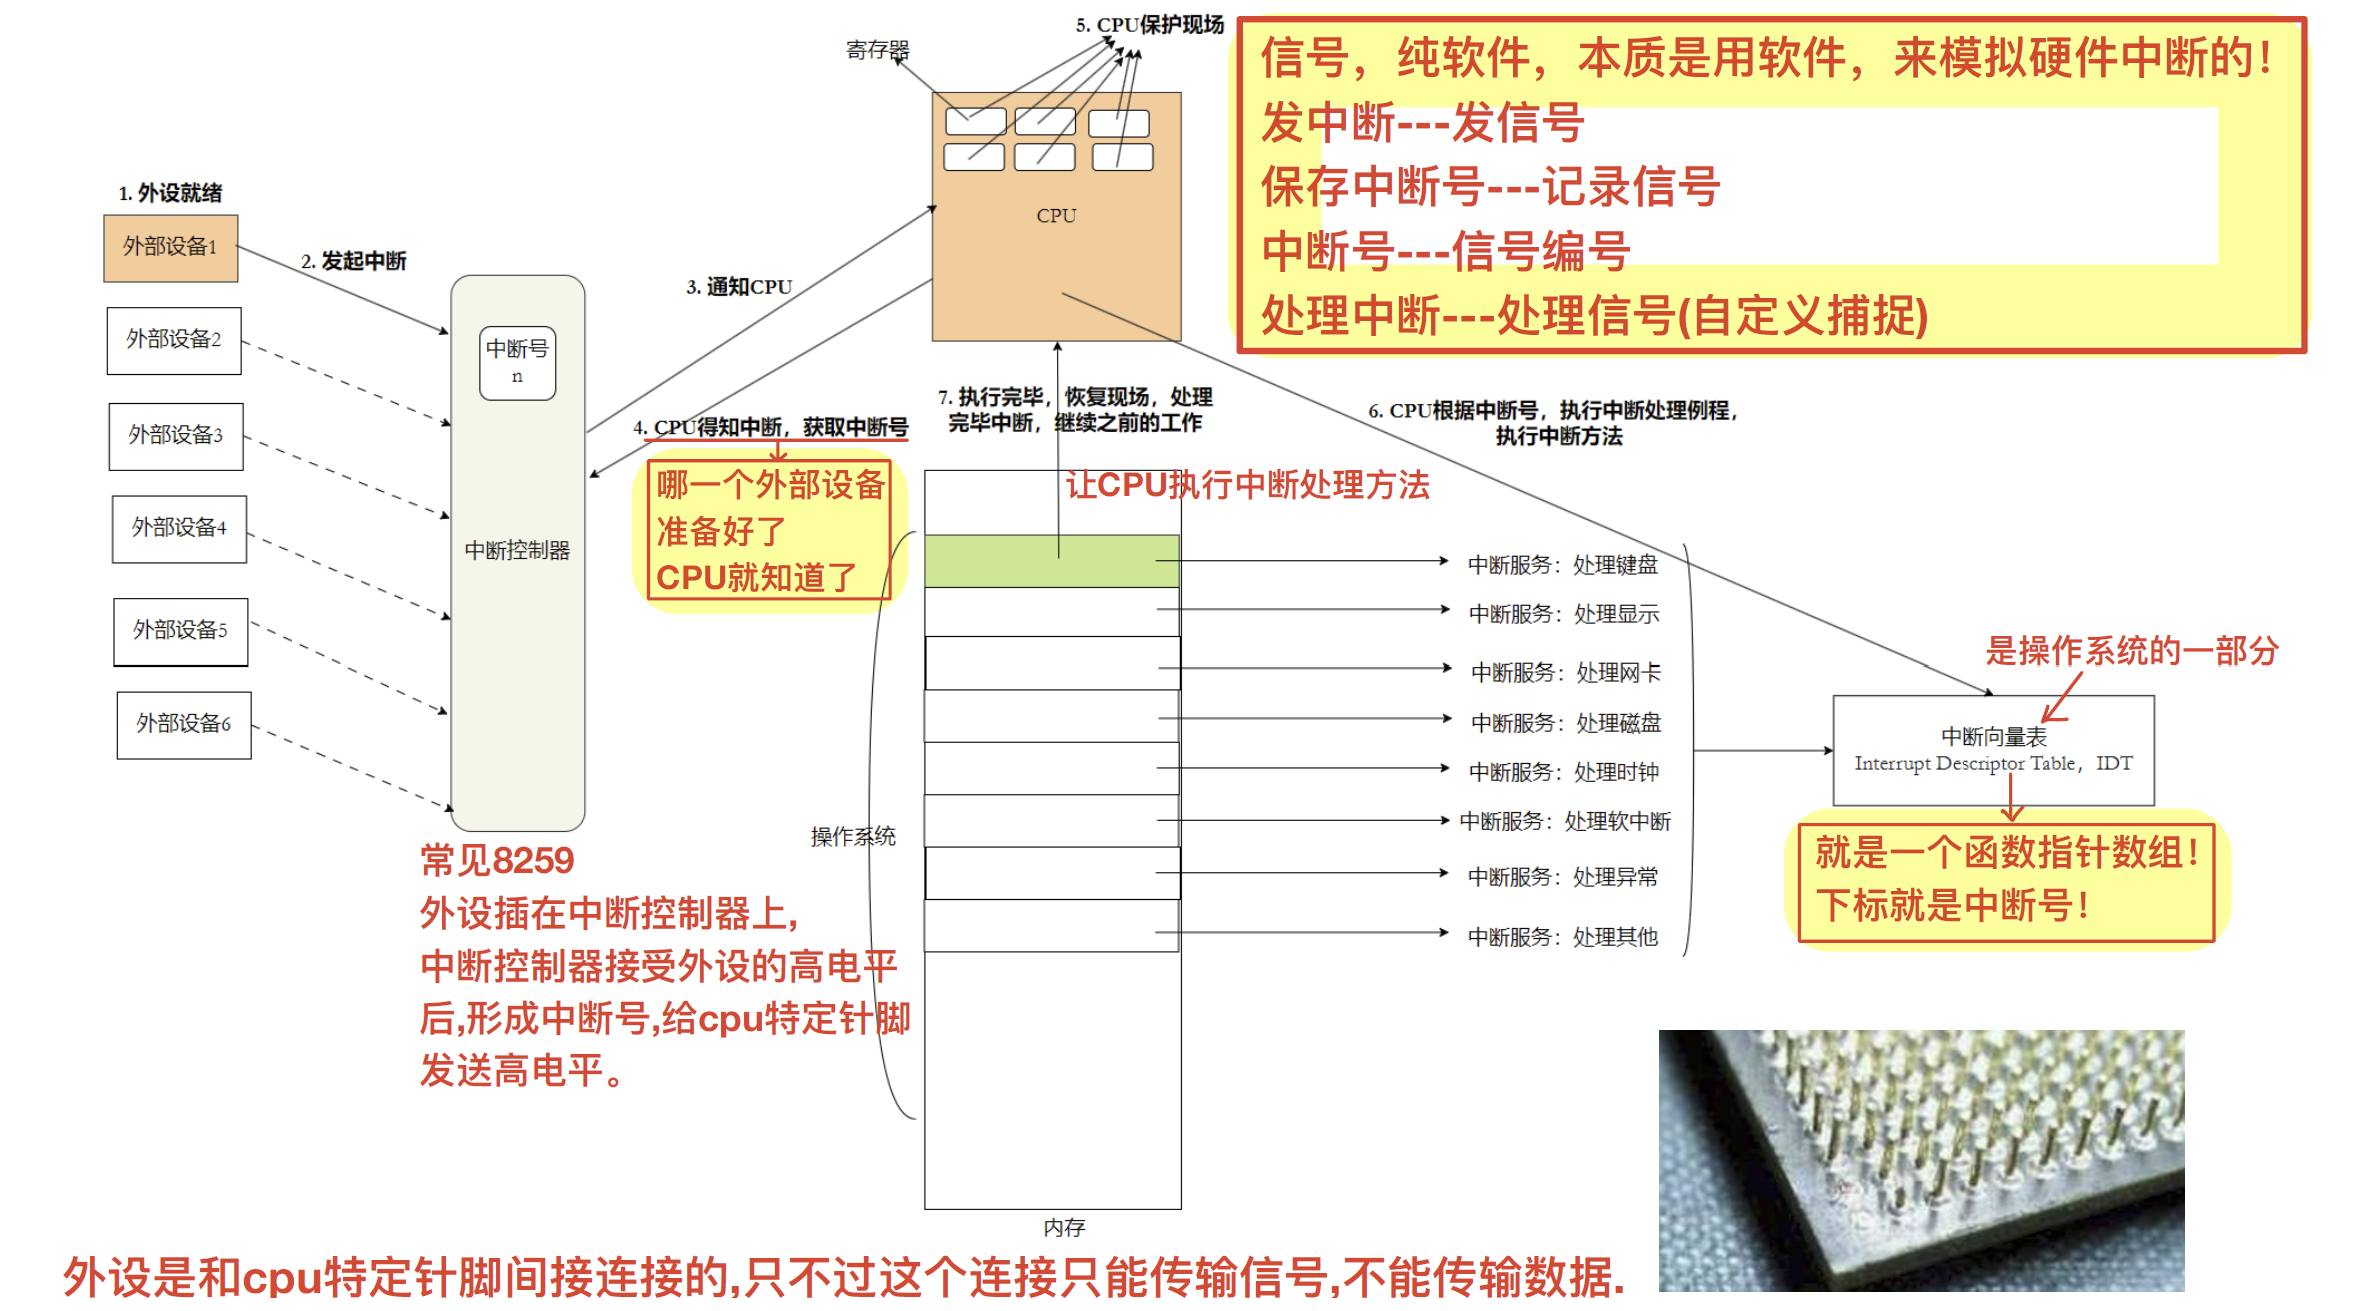 5. CPU保护现场
寄存器
信号，纯软件，本质是用软件，来模拟硬件中断的！
发中断---发信号
保存中断号---记录信号
中断号---信号编号
处理中断---处理信号(自定义捕捉)
1. 外设就绪
外部设备1
2. 发起中断
外部设备2
外部设备3
外部设备4
外部设备5
外部设备6
中断号
n
中断控制器
3. 通知CPU
CPU
4. CPU得知中断，获取中断号
哪一个外部设备
准备好了
CPU就知道了
7. 执行完毕，恢复现场，处理
完毕中断，继续之前的工作
6. CPU根据中断号，执行中断处理例程，
执行中断方法
让CPU执行中断处理方法
中断服务：处理键盘
中断服务：处理显示
中断服务：处理网卡
中断服务：处理磁盘
中断服务：处理时钟
中断服务：处理软中断
中断服务：处理异常
中断服务：处理其他
操作系统
是操作系统的一部分
中断向量表
Interrupt Descriptor Table，IDT
就是一个函数指针数组！
下标就是中断号！
常见8259
外设插在中断控制器上,
中断控制器接受外设的高电平
后,形成中断号,给cpu特定针脚
发送高电平。
内存
外设是和cpu特定针脚间接连接的,只不过这个连接只能传输信号,不能传输数据.